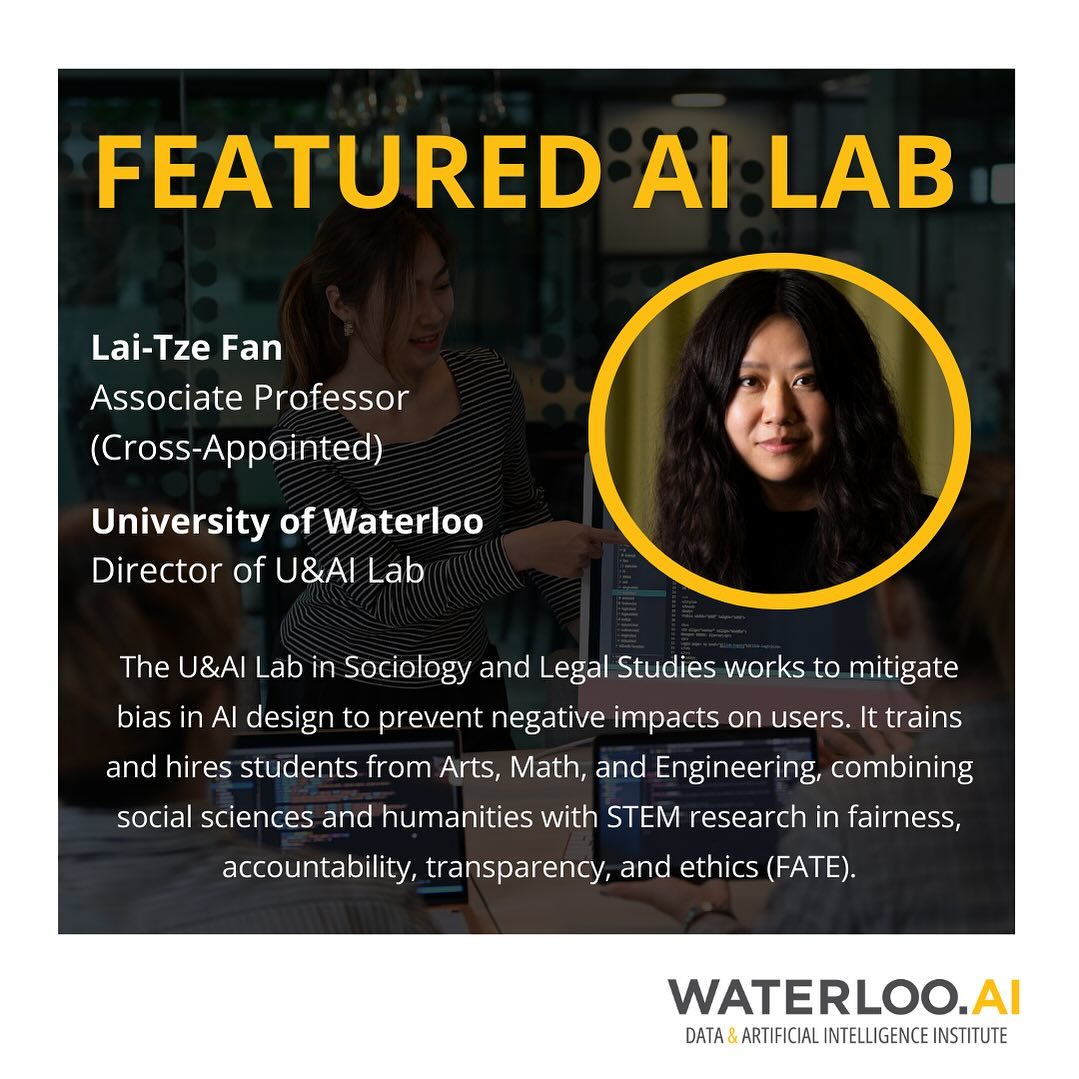 FEATURED AI LAB
Lai-Tze Fan
Associate Professor
(Cross-Appointed)
University of Waterloo
Director of U&AI Lab
The U&AI Lab in Sociology and Legal Studies works to mitigate
bias in AI design to prevent negative impacts on users. It trains
and hires students from Arts, Math, and Engineering, combining
social sciences and humanities with STEM research in fairness,
accountability, transparency, and ethics (FATE).
WATERLOO.AI
DATA & ARTIFICIAL INTELLIGENCE INSTITUTE